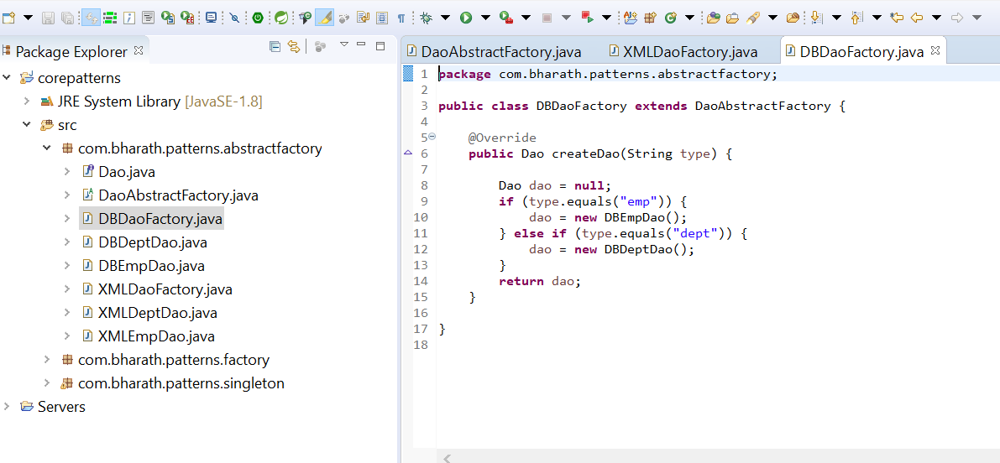 Package Explorer
corepatterns
JRE System Library [JavaSE-1.8]
src
com.bharath.patterns.abstractfactory
Dao.java
DaoAbstractFactory.java
DBDaoFactory.java
DBDeptDao.java
DBEmpDao.java
XMLDaoFactory.java
XMLDeptDao.java
XMLEmpDao.java
com.bharath.patterns.factory
com.bharath.patterns.singleton
Servers
DaoAbstractFactory.java XMLDaoFactory.java DBDaoFactory.java
1 package com.bharath.patterns.abstractfactory;
2
3 public class DBDaoFactory extends DaoAbstractFactory {
4
5     @Override
6     public Dao createDao(String type) {
7
8         Dao dao = null;
9         if (type.equals("emp")) {
10             dao = new DBEmpDao();
11         } else if (type.equals("dept")) {
12             dao = new DBDeptDao();
13         }
14         return dao;
15     }
16
17 }
18